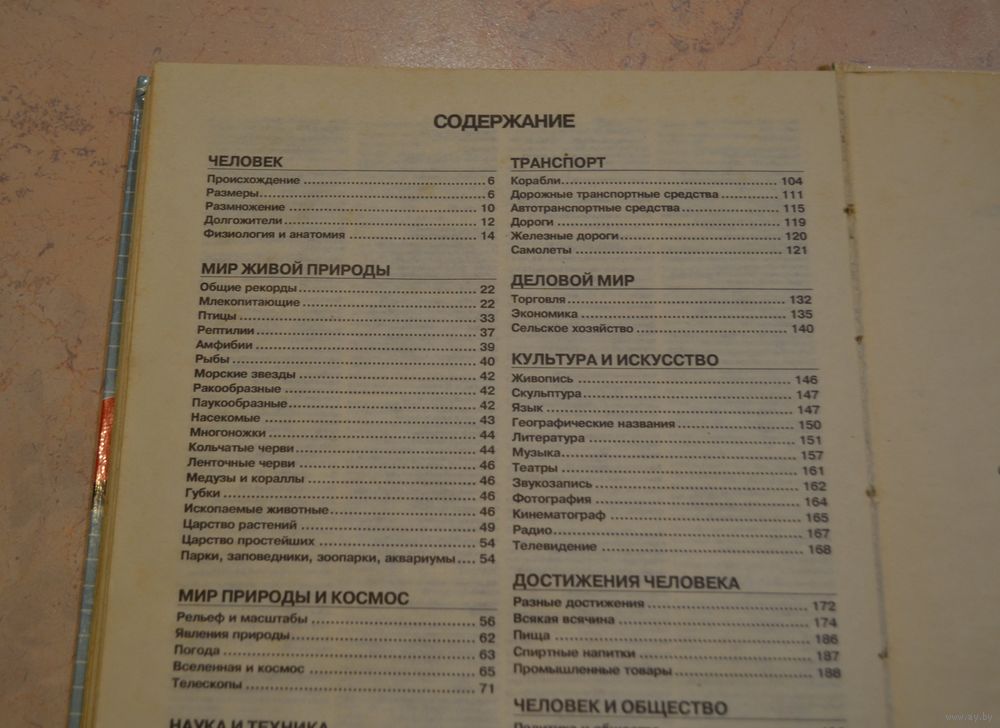 СОДЕРЖАНИЕ
ЧЕЛОВЕК
Происхождение ........ 6
Размеры ........ 6
Размножение ........ 10
Долгожители ........ 12
Физиология и анатомия ........ 14
МИР ЖИВОЙ ПРИРОДЫ
Общие рекорды ........ 22
Млекопитающие ........ 22
Птицы ........ 33
Рептилии ........ 37
Амфибии ........ 39
Рыбы ........ 40
Морские звезды ........ 42
Ракообразные ........ 42
Паукообразные ........ 42
Насекомые ........ 43
Многоножки ........ 44
Кольчатые черви ........ 44
Ленточные черви ........ 46
Медузы и кораллы ........ 46
Губки ........ 46
Ископаемые животные ........ 46
Царство растений ........ 49
Царство простейших ........ 54
Парки, заповедники, зоопарки, аквариумы .... 54
МИР ПРИРОДЫ И КОСМОС
Рельеф и масштабы ........ 56
Явления природы ........ 62
Погода ........ 63
Вселенная и космос ........ 65
Телескопы ........ 71
НАУКА И ТЕХНИКА
ТРАНСПОРТ
Корабли ........ 104
Дорожные транспортные средства ........ 111
Автотранспортные средства ........ 115
Дороги ........ 119
Железные дороги ........ 120
Самолеты ........ 121
ДЕЛОВОЙ МИР
Торговля ........ 132
Экономика ........ 135
Сельское хозяйство ........ 140
КУЛЬТУРА И ИСКУССТВО
Живопись ........ 146
Скульптура ........ 147
Язык ........ 147
Географические названия ........ 150
Литература ........ 151
Музыка ........ 157
Театры ........ 161
Звукозапись ........ 162
Фотография ........ 164
Кинематограф ........ 165
Радио ........ 167
Телевидение ........ 168
ДОСТИЖЕНИЯ ЧЕЛОВЕКА
Разные достижения ........ 172
Всякая всячина ........ 174
Пища ........ 186
Спиртные напитки ........ 187
Промышленные товары ........ 188
ЧЕЛОВЕК И ОБЩЕСТВО
Политика и общество
www.ay.by